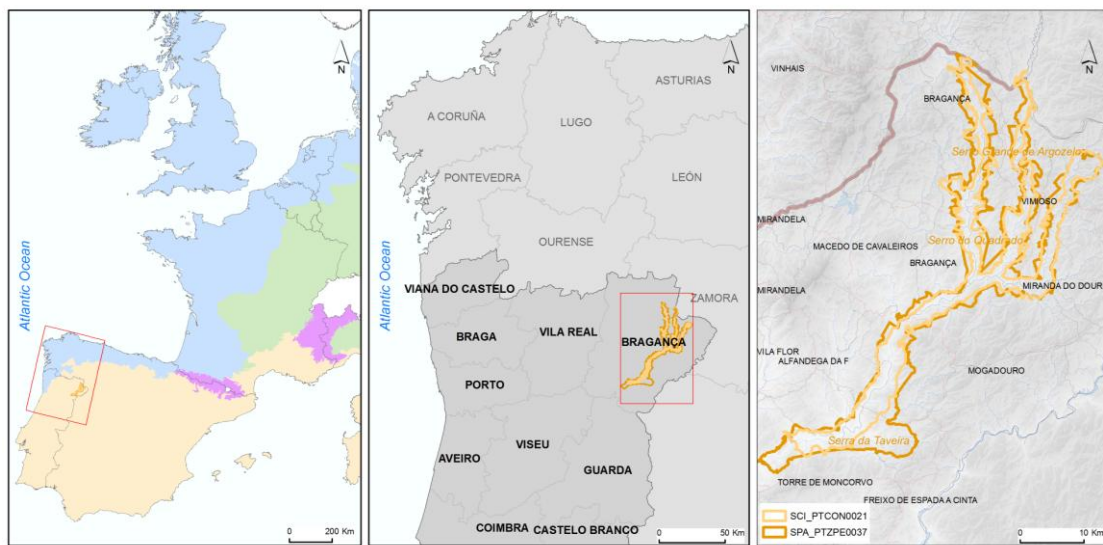 N
Atlantic Ocean
0 200 Km
N
ASTURIAS
A CORUÑA
LUGO
PONTEVEDRA
LEÓN
OURENSE
Atlantic Ocean
VIANA DO CASTELO
ZAMORA
BRAGA
VILA REAL
BRAGANÇA
PORTO
VISEU
AVEIRO
GUARDA
COIMBRA
CASTELO BRANCO
0 50 Km
N
VINHAIS
BRAGANÇA
Serro Grande de Argozelo
VIMIOSO
MIRANDELA
Serro do Quadrado
MACEDO DE CAVALEIROS
BRAGANÇA
MIRANDELA
MIRANDA DO DOUR
VILA FLOR
ALFANDEGA DA F
MOGADOURO
Serra da Taveira
TORRE DE MONCORVO
FREIXO DE ESPADA A CINTA
SCI_PTCON0021
SPA_PTZPE0037
0 10 Km